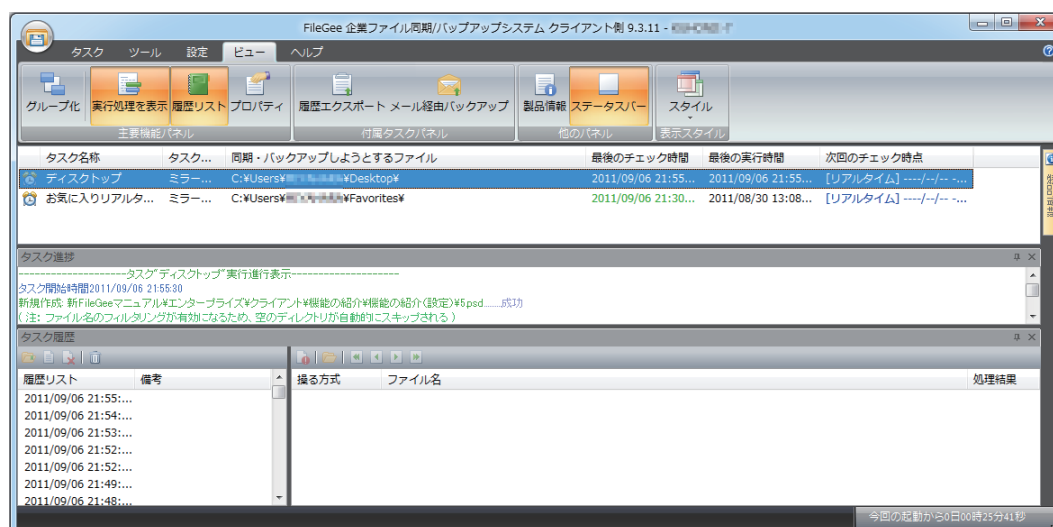 FileGee 企業ファイル同期/バップアップシステム クライアント側 9.3.11 -
タスク ツール 設定 ビュー ヘルプ
グループ化 実行処理を表示 履歴リスト プロパティ 履歴エクスポート メール経由バックアップ 製品情報 ステータスバー スタイル
主要機能パネル 付属タスクパネル 他のパネル 表示スタイル
タスク名称 タスク... 同期・バックアップしようとするファイル 最後のチェック時間 最後の実行時間 次回のチェック時点
ディスクトップ ミラー... C:¥Users¥ ¥Desktop¥ 2011/09/06 21:55... 2011/09/06 21:55... [リアルタイム] ----/--/-- -...
お気に入りリアルタ... ミラー... C:¥Users¥ ¥Favorites¥ 2011/09/06 21:30... 2011/08/30 13:08... [リアルタイム] ----/--/-- -...
タスク進捗
--------------------タスク"ディスクトップ"実行進行表示--------------------
タスク開始時間2011/09/06 21:55:30
新規作成: 新FileGeeマニュアル¥エンタープライズ¥クライアント¥機能の紹介¥機能の紹介(設定)¥5.psd.......成功
( 注: ファイル名のフィルタリングが有効になるため、空のディレクトリが自動的にスキップされる )
タスク履歴
履歴リスト 備考 操る方式 ファイル名 処理結果
2011/09/06 21:55:...
2011/09/06 21:54:...
2011/09/06 21:53:...
2011/09/06 21:52:...
2011/09/06 21:52:...
2011/09/06 21:49:...
2011/09/06 21:48:...
今回の起動から0日00時25分41秒